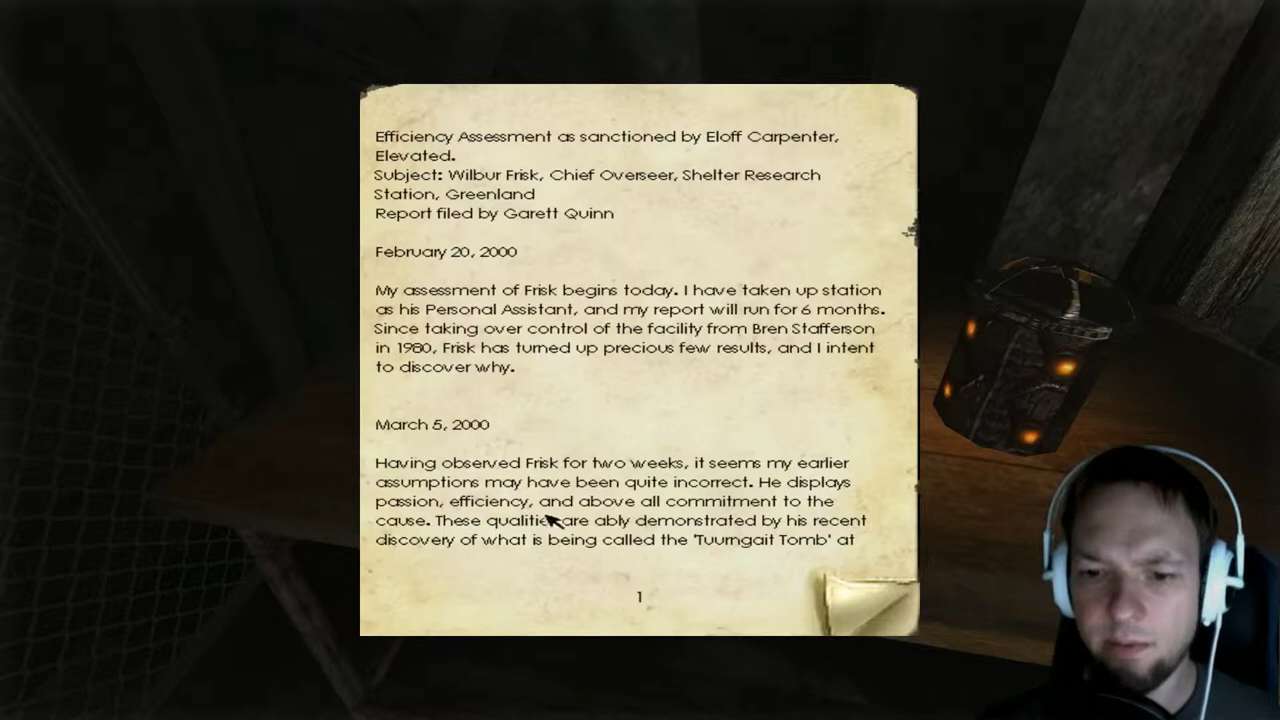 Efficiency Assessment as sanctioned by Eloff Carpenter,
Elevated.
Subject: Wilbur Frisk, Chief Overseer, Shelter Research
Station, Greenland
Report filed by Garett Quinn
February 20, 2000
My assessment of Frisk begins today. I have taken up station
as his Personal Assistant, and my report will run for 6 months.
Since taking over control of the facility from Bren Stafferson
in 1980, Frisk has turned up precious few results, and I intent
to discover why.
March 5, 2000
Having observed Frisk for two weeks, it seems my earlier
assumptions may have been quite incorrect. He displays
passion, efficiency, and above all commitment to the
cause. These qualities are ably demonstrated by his recent
discovery of what is being called the 'Tuurngait Tomb' at
1